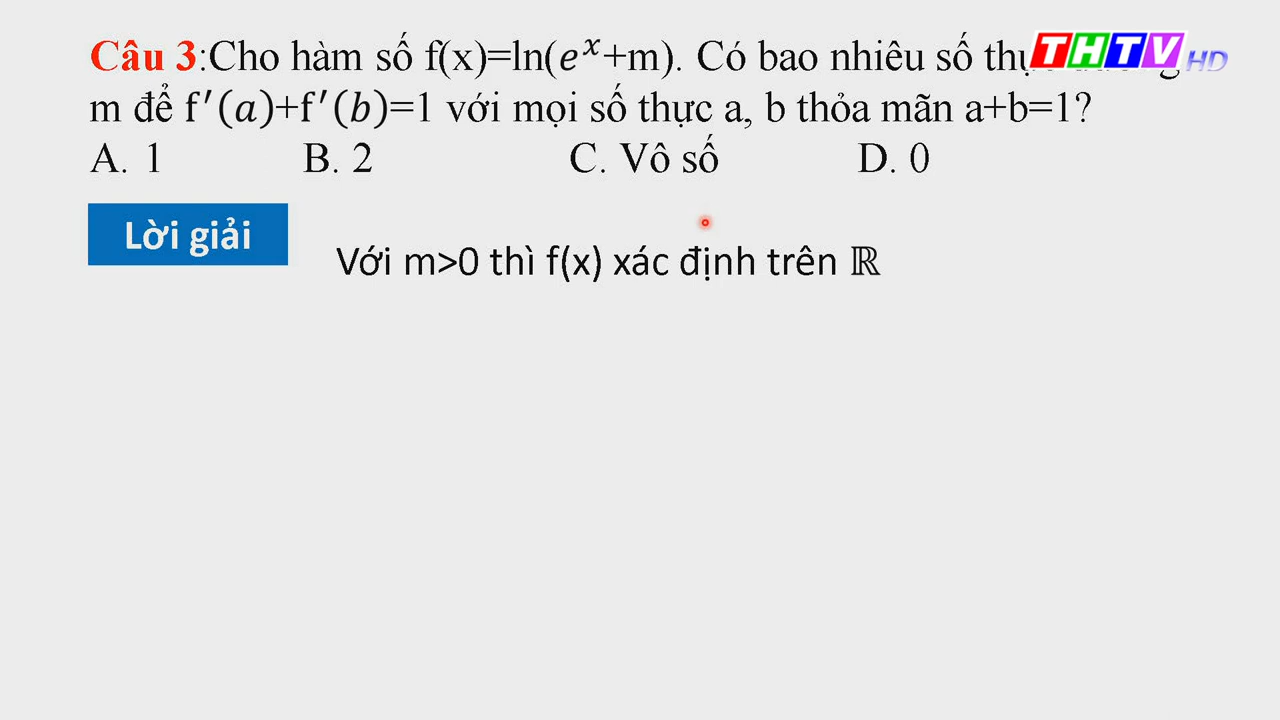 Câu 3:Cho hàm số f(x)=ln(eˣ+m). Có bao nhiêu số
THTV HD
m để f′(a)+f′(b)=1 với mọi số thực a, b thỏa mãn a+b=1?
A. 1 B. 2 C. Vô số D. 0
Lời giải
Với m>0 thì f(x) xác định trên ℝ